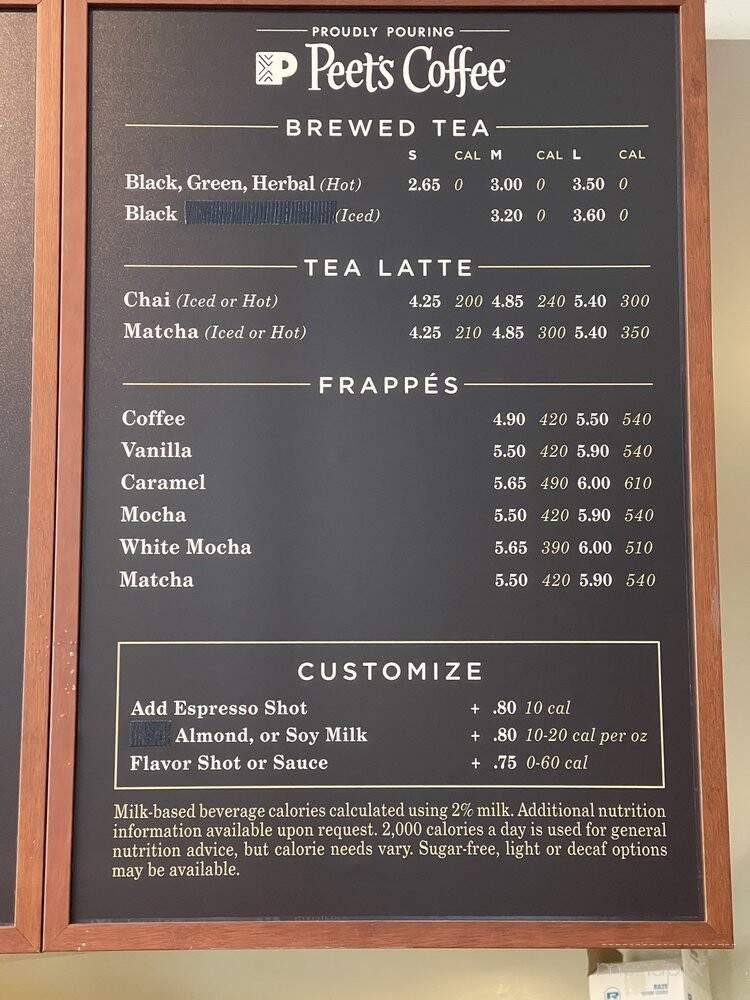 PROUDLY POURING
Peet's Coffee™
BREWED TEA
S CAL M CAL L CAL
Black, Green, Herbal (Hot) 2.65 0 3.00 0 3.50 0
Black (Iced) 3.20 0 3.60 0
TEA LATTE
Chai (Iced or Hot) 4.25 200 4.85 240 5.40 300
Matcha (Iced or Hot) 4.25 210 4.85 300 5.40 350
FRAPPÉS
Coffee 4.90 420 5.50 540
Vanilla 5.50 420 5.90 540
Caramel 5.65 490 6.00 610
Mocha 5.50 420 5.90 540
White Mocha 5.65 390 6.00 510
Matcha 5.50 420 5.90 540
CUSTOMIZE
Add Espresso Shot + .80 10 cal
Almond, or Soy Milk + .80 10-20 cal per oz
Flavor Shot or Sauce + .75 0-60 cal
Milk-based beverage calories calculated using 2% milk. Additional nutrition
information available upon request. 2,000 calories a day is used for general
nutrition advice, but calorie needs vary. Sugar-free, light or decaf options
may be available.